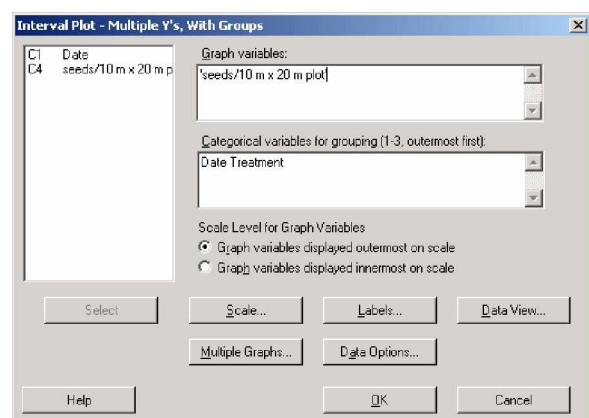 Interval Plot - Multiple Y's, With Groups
C1 Date
C4 seeds/10 m x 20 m p
Graph variables:
'seeds/10 m x 20 m plot'
Categorical variables for grouping (1-3, outermost first):
Date Treatment
Scale Level for Graph Variables
Graph variables displayed outermost on scale
Graph variables displayed innermost on scale
Select
Scale...
Labels...
Data View...
Multiple Graphs...
Data Options...
Help
OK
Cancel